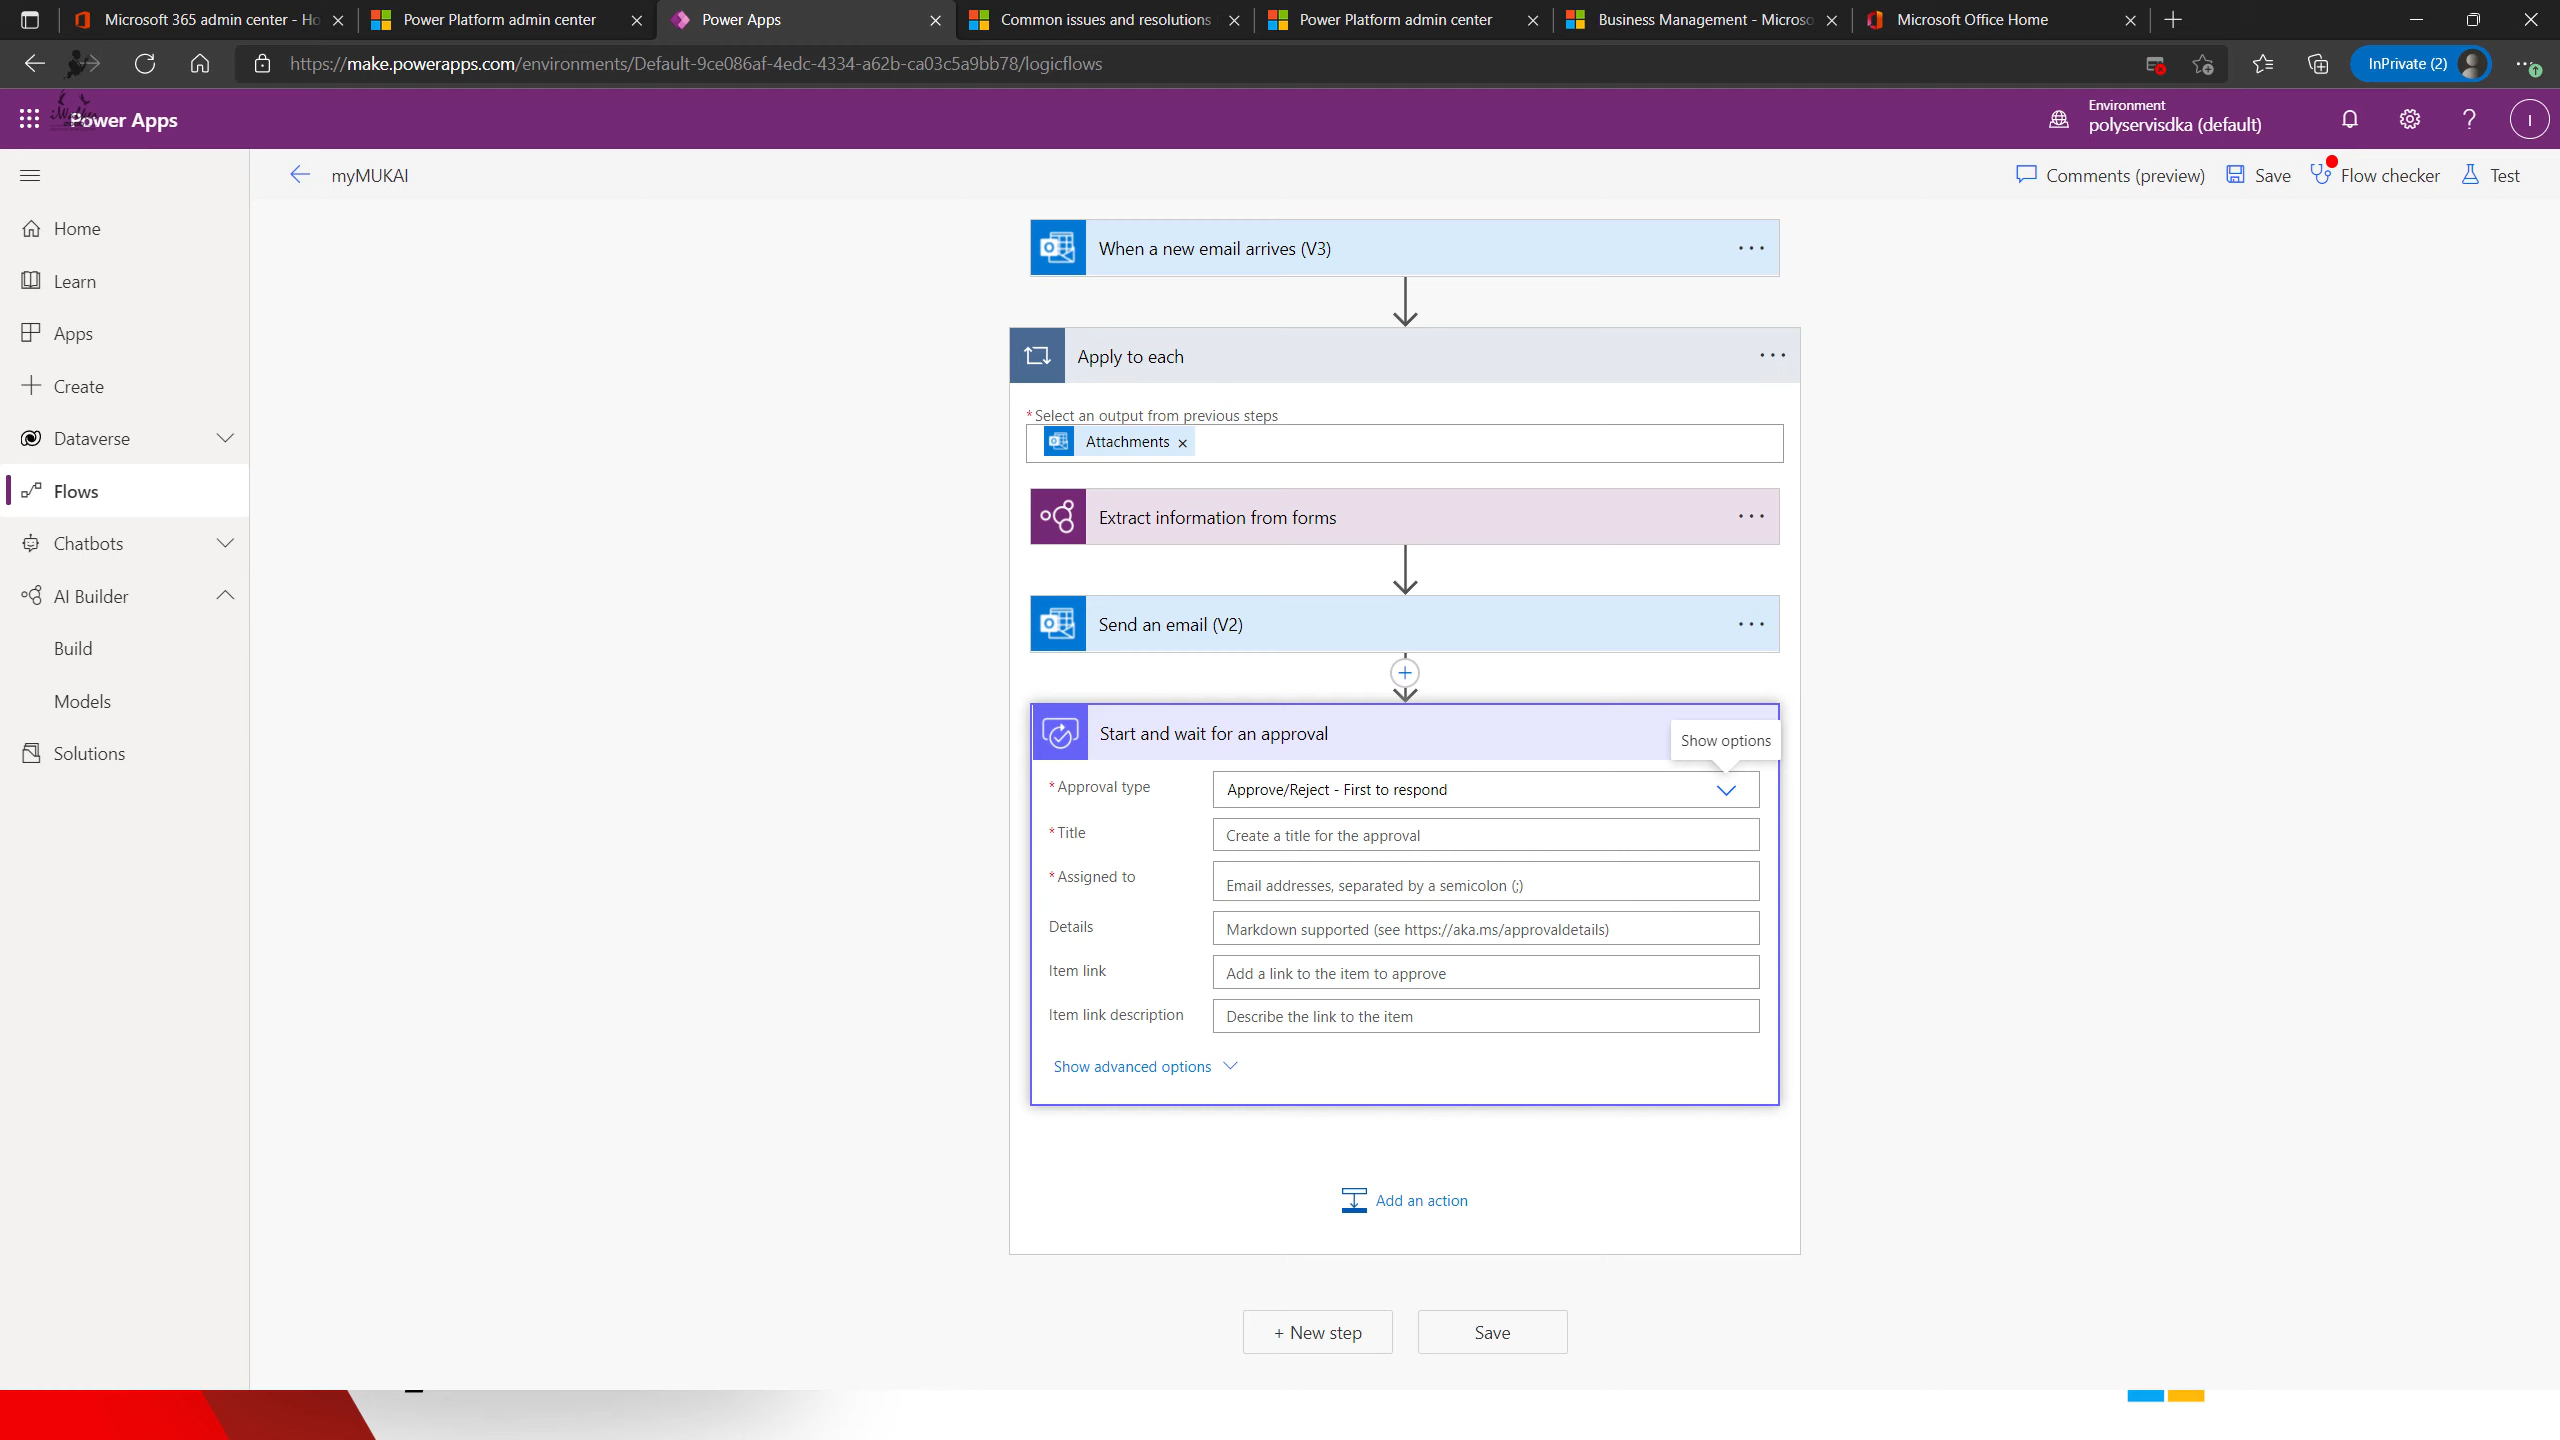 Microsoft 365 admin center - Ho
Power Platform admin center
Power Apps
Common issues and resolutions
Power Platform admin center
Business Management - Microso
Microsoft Office Home
https://make.powerapps.com/environments/Default-9ce086af-4edc-4334-a62b-ca03c5a9bb78/logicflows
InPrivate (2)
Power Apps
Environment
polyservisdka (default)
I
myMUKAI
Comments (preview)
Save
Flow checker
Test
Home
Learn
Apps
Create
Dataverse
Flows
Chatbots
AI Builder
Build
Models
Solutions
When a new email arrives (V3)
Apply to each
* Select an output from previous steps
Attachments
Extract information from forms
Send an email (V2)
Start and wait for an approval
Show options
* Approval type
Approve/Reject - First to respond
* Title
Create a title for the approval
* Assigned to
Email addresses, separated by a semicolon (;)
Details
Markdown supported (see https://aka.ms/approvaldetails)
Item link
Add a link to the item to approve
Item link description
Describe the link to the item
Show advanced options
Add an action
+ New step
Save